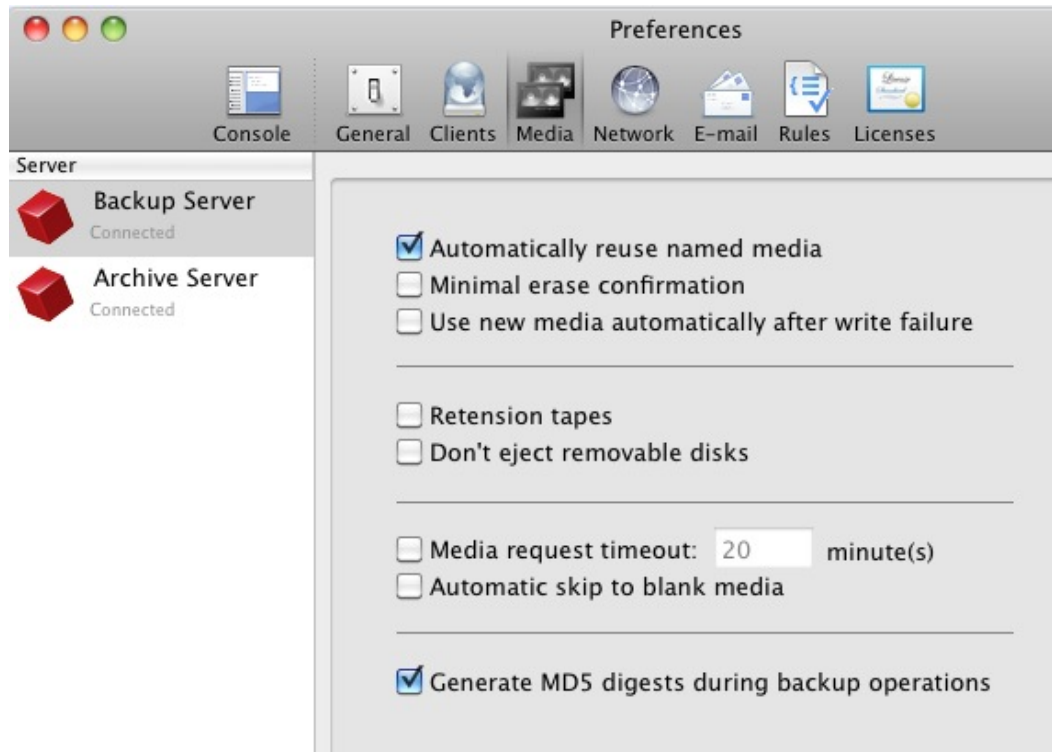 Preferences
Console General Clients Media Network E-mail Rules Licenses
Server
Backup Server
Connected
Archive Server
Connected
Automatically reuse named media
Minimal erase confirmation
Use new media automatically after write failure
Retension tapes
Don't eject removable disks
Media request timeout: 20 minute(s)
Automatic skip to blank media
Generate MD5 digests during backup operations